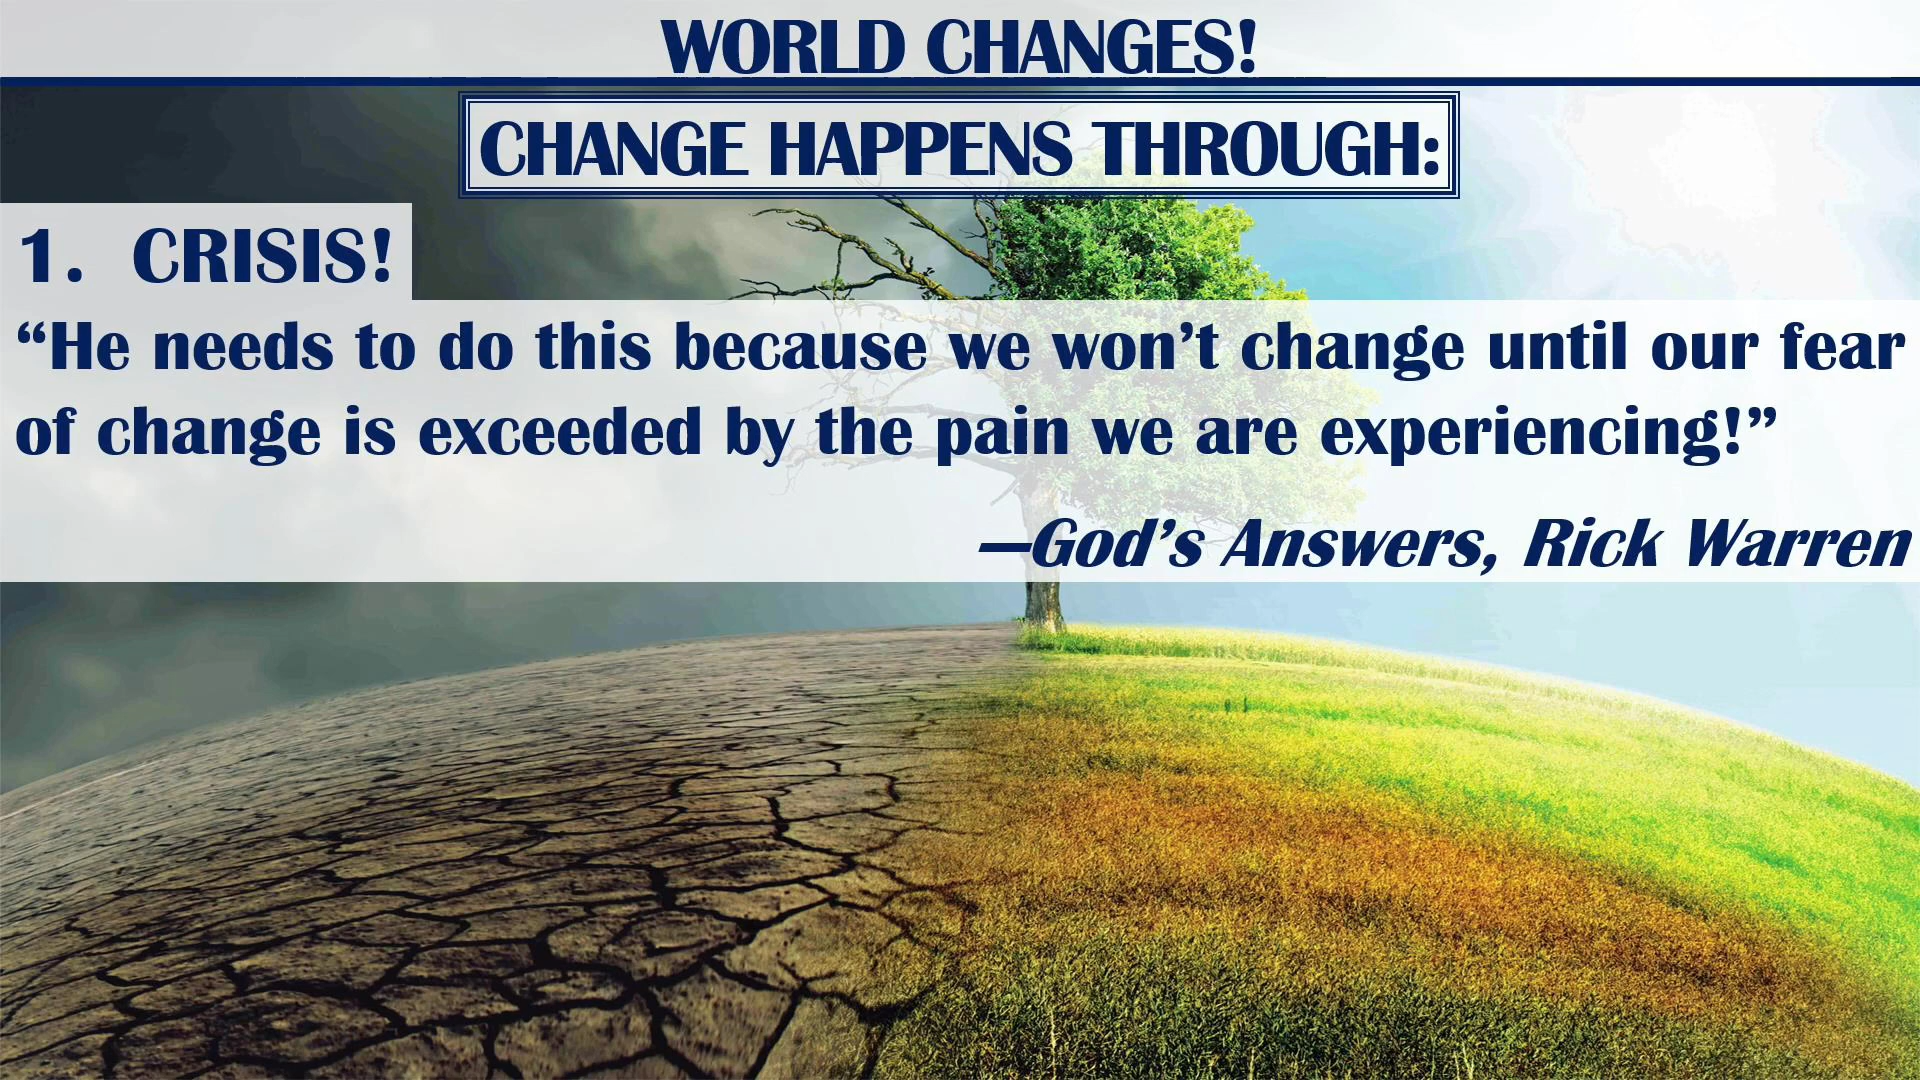 WORLD CHANGES!
CHANGE HAPPENS THROUGH:
1. CRISIS!
“He needs to do this because we won’t change until our fear
of change is exceeded by the pain we are experiencing!”
—God’s Answers, Rick Warren